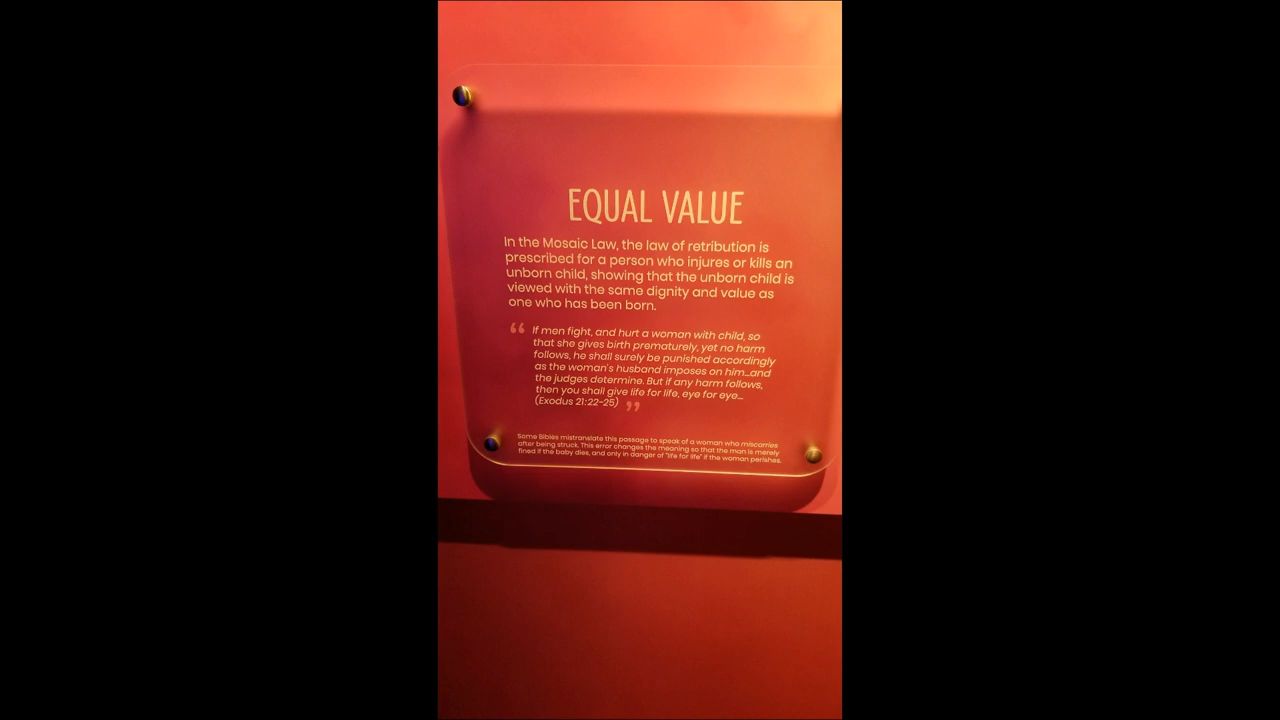 EQUAL VALUE
In the Mosaic Law, the law of retribution is
prescribed for a person who injures or kills an
unborn child, showing that the unborn child is
viewed with the same dignity and value as
one who has been born.
“ If men fight, and hurt a woman with child, so
that she gives birth prematurely, yet no harm
follows, he shall surely be punished accordingly
as the woman's husband imposes on him...and
the judges determine. But if any harm follows,
then you shall give life for life, eye for eye...
(Exodus 21:22-25) ”
Some Bibles mistranslate this passage to speak of a woman who miscarries
after being struck. This error changes the meaning so that the man is merely
fined if the baby dies, and only in danger of "life for life" if the woman perishes.